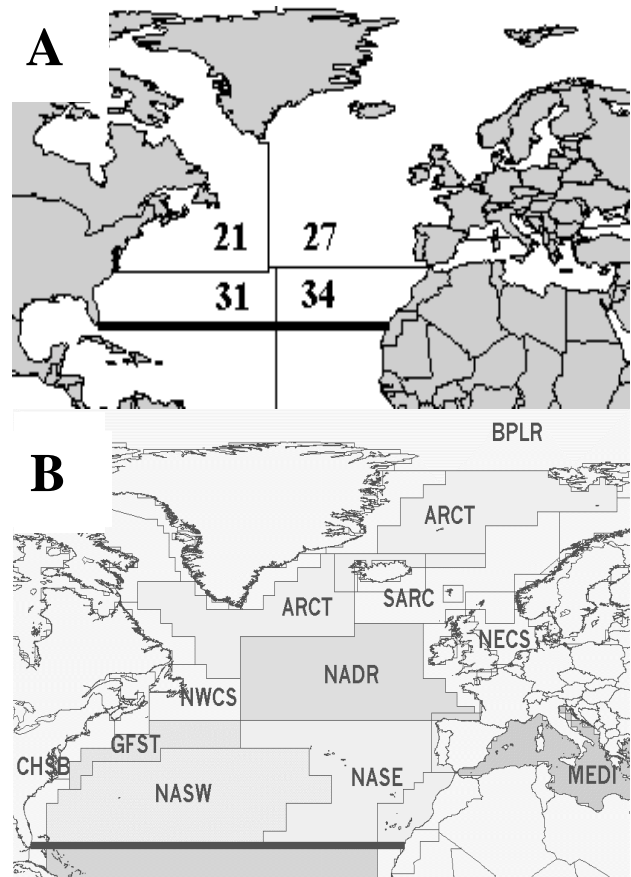 A
21 27
31 34
B
BPLR
ARCT
ARCT SARC
NECS
NADR
NWCS
GFST
CHSB
NASW NASE
MEDI